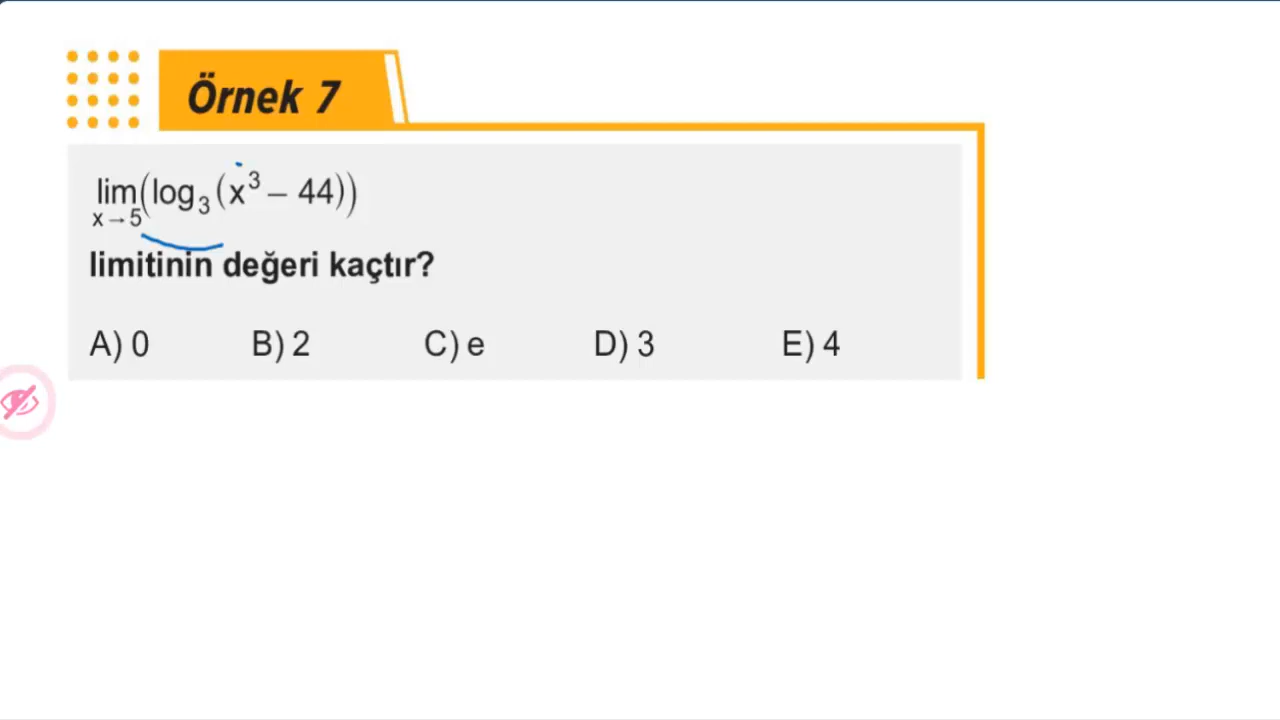 Örnek 7
lim(log₃(x³ – 44))
x→5
limitinin değeri kaçtır?
A) 0 B) 2 C) e D) 3 E) 4